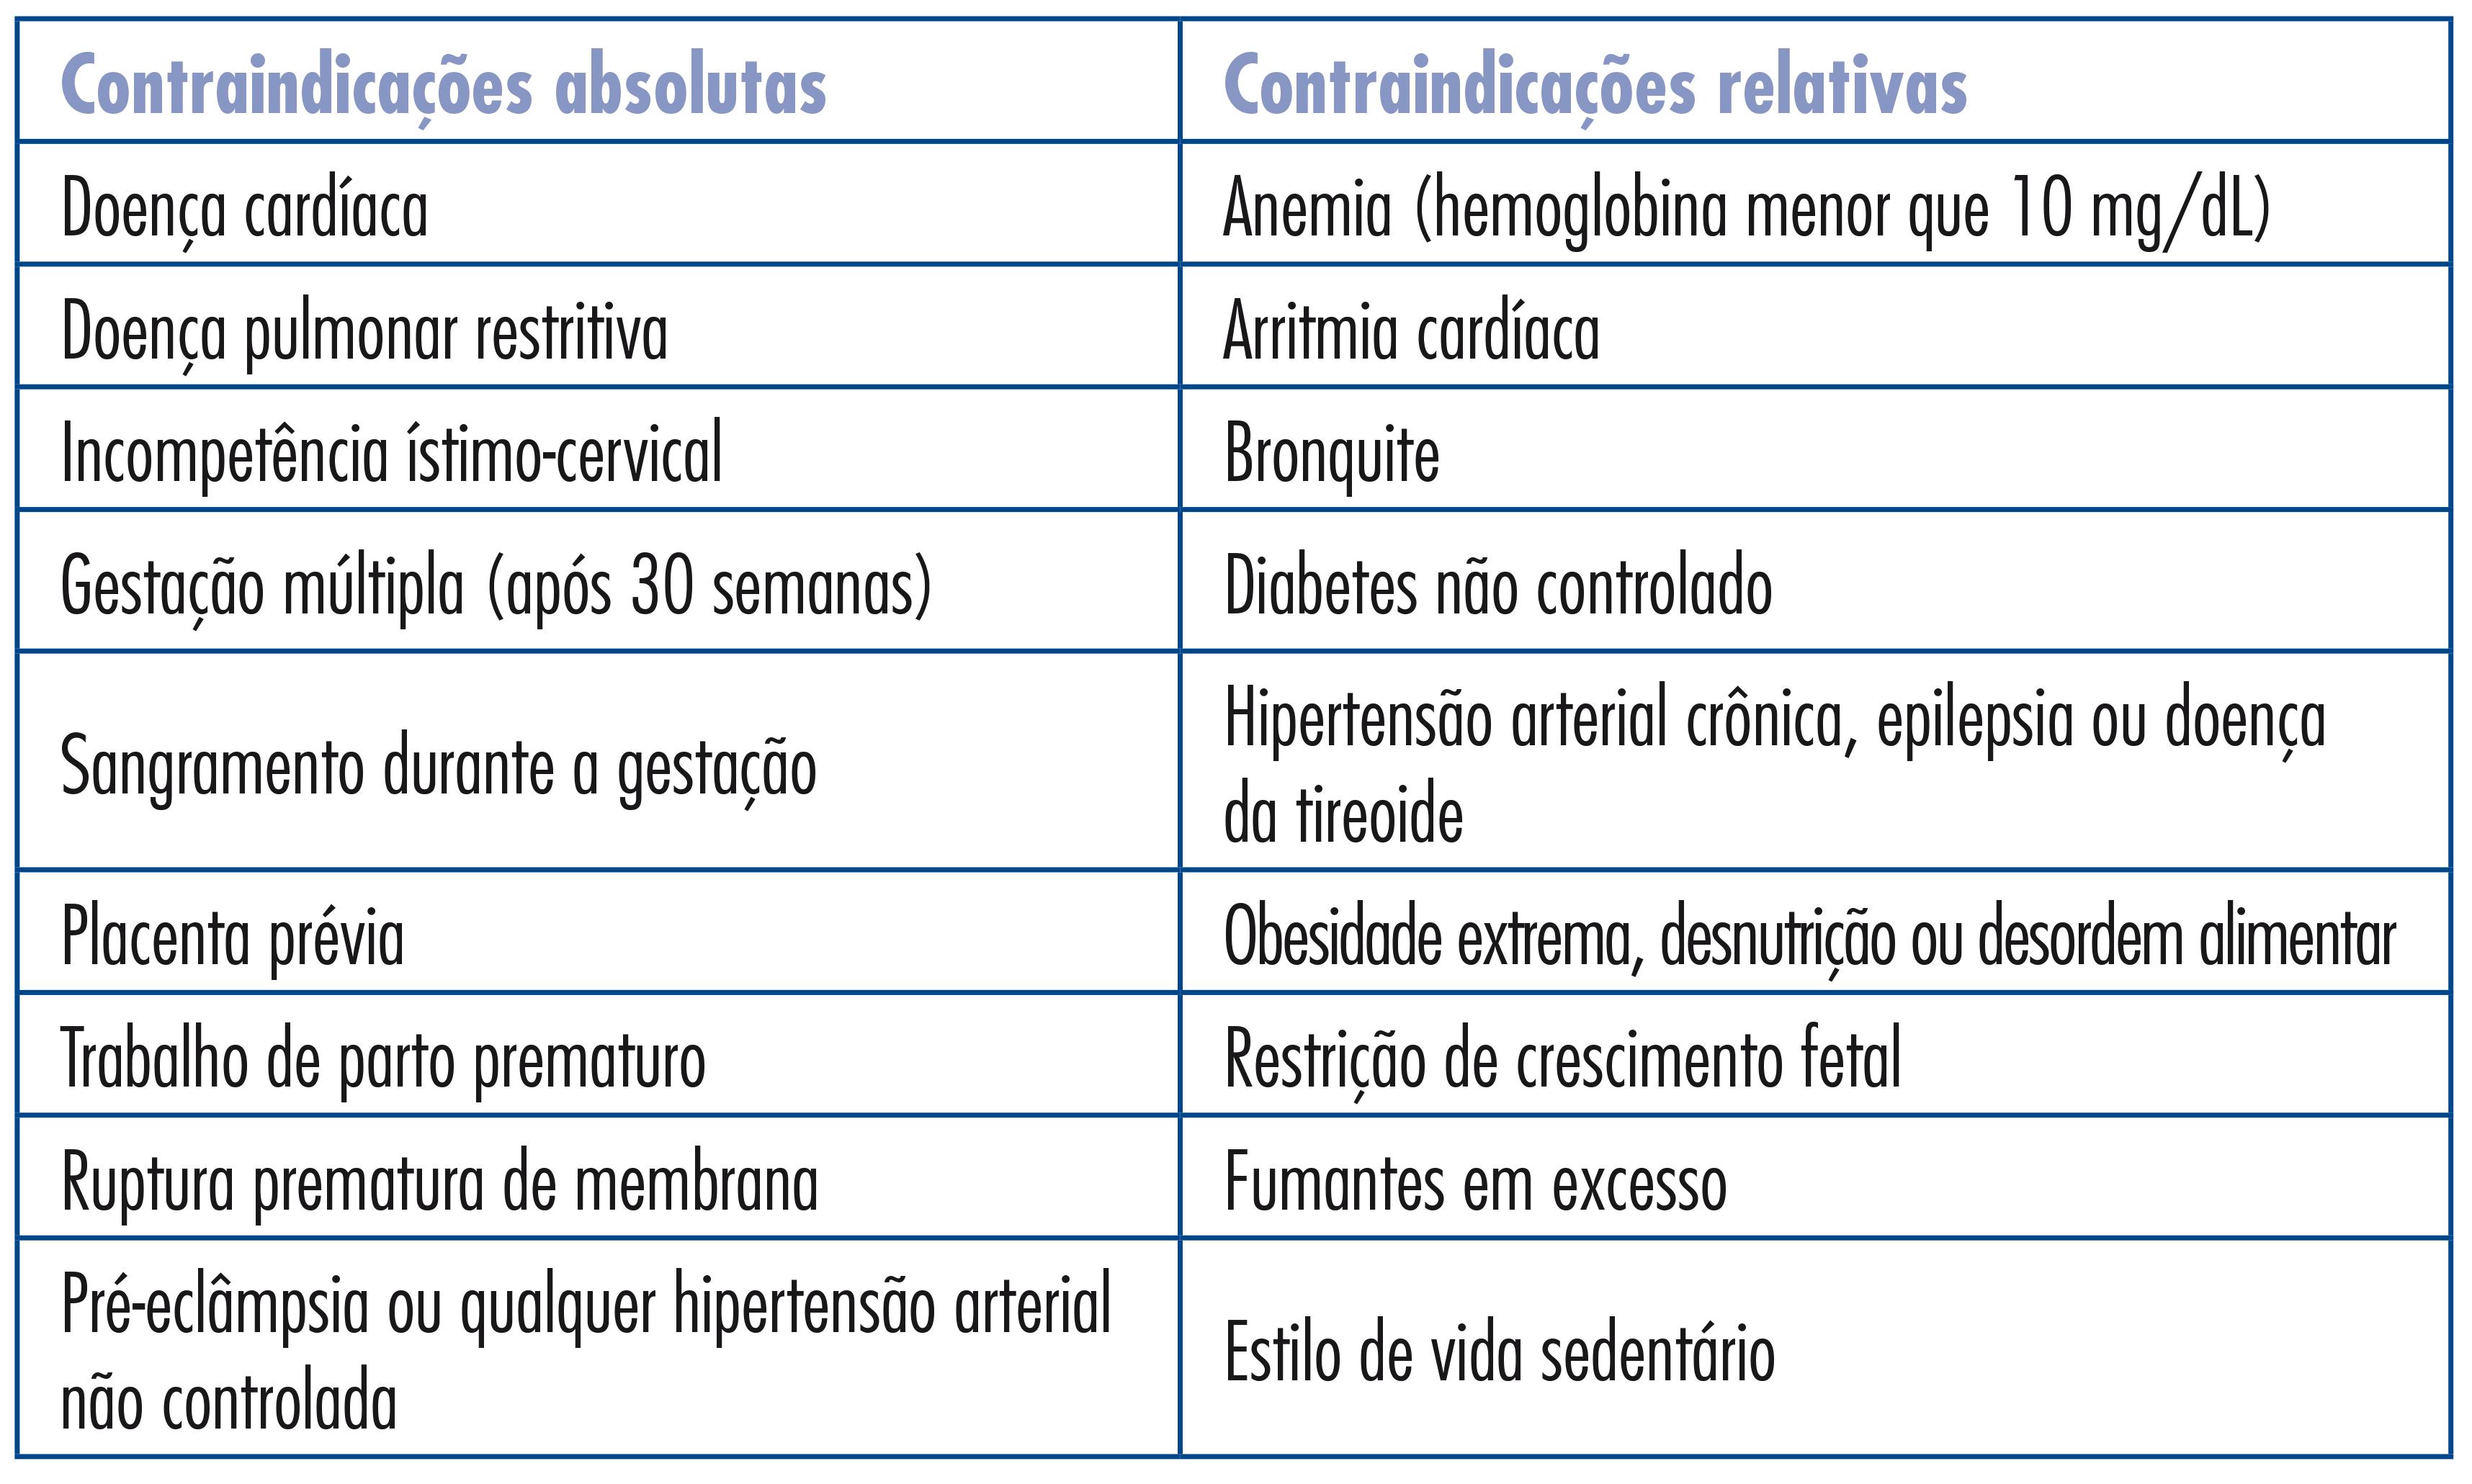 Contraindicações absolutas
Contraindicações relativas
Doença cardíaca
Anemia (hemoglobina menor que 10 mg/dL)
Doença pulmonar restritiva
Arritmia cardíaca
Incompetência ístimo-cervical
Bronquite
Gestação múltipla (após 30 semanas)
Diabetes não controlado
Sangramento durante a gestação
Hipertensão arterial crônica, epilepsia ou doença
da tireoide
Placenta prévia
Obesidade extrema, desnutrição ou desordem alimentar
Trabalho de parto prematuro
Restrição de crescimento fetal
Ruptura prematura de membrana
Fumantes em excesso
Pré-eclâmpsia ou qualquer hipertensão arterial
não controlada
Estilo de vida sedentário